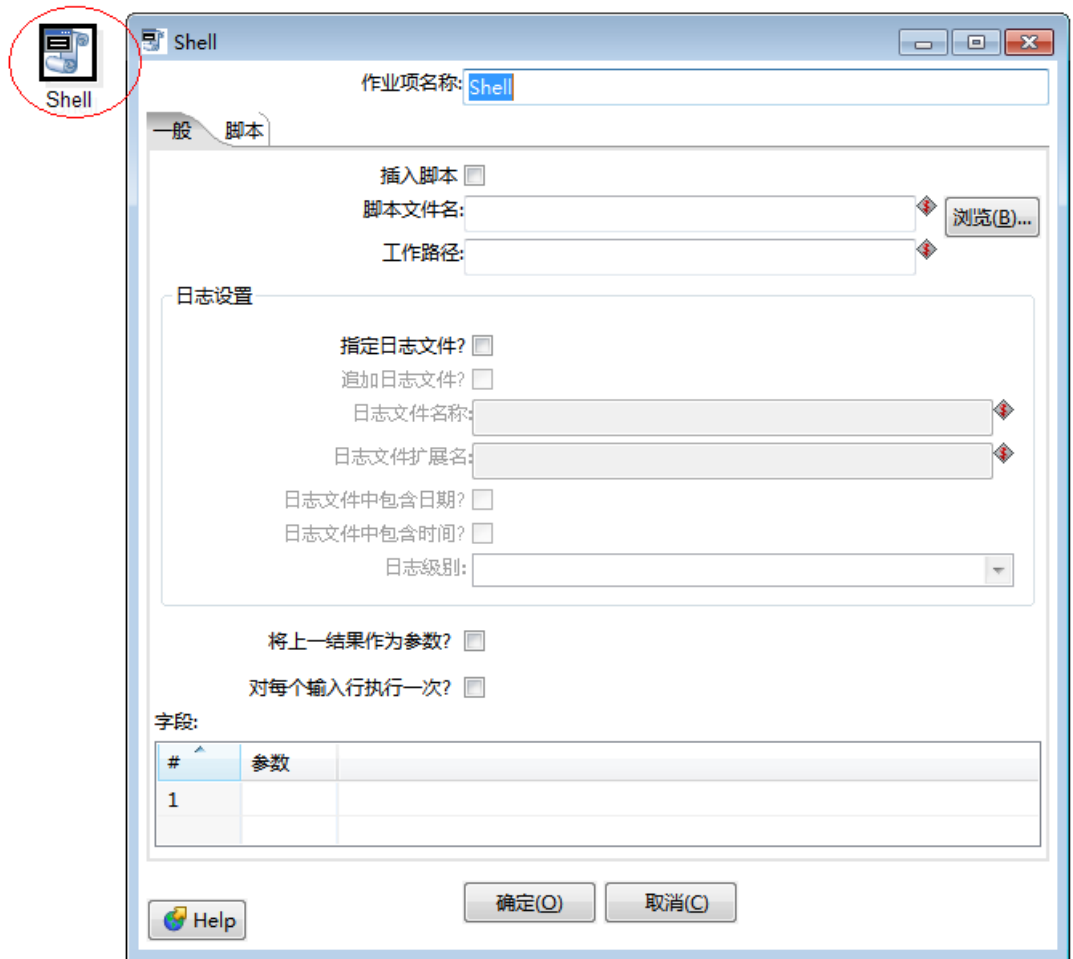 Shell
Shell
作业项名称: Shell
一般 脚本
插入脚本
脚本文件名: 浏览(B)...
工作路径:
日志设置
指定日志文件?
追加日志文件?
日志文件名称:
日志文件扩展名:
日志文件中包含日期?
日志文件中包含时间?
日志级别:
将上一结果作为参数?
对每个输入行执行一次?
字段:
# 参数
1
确定(O) 取消(C)
Help